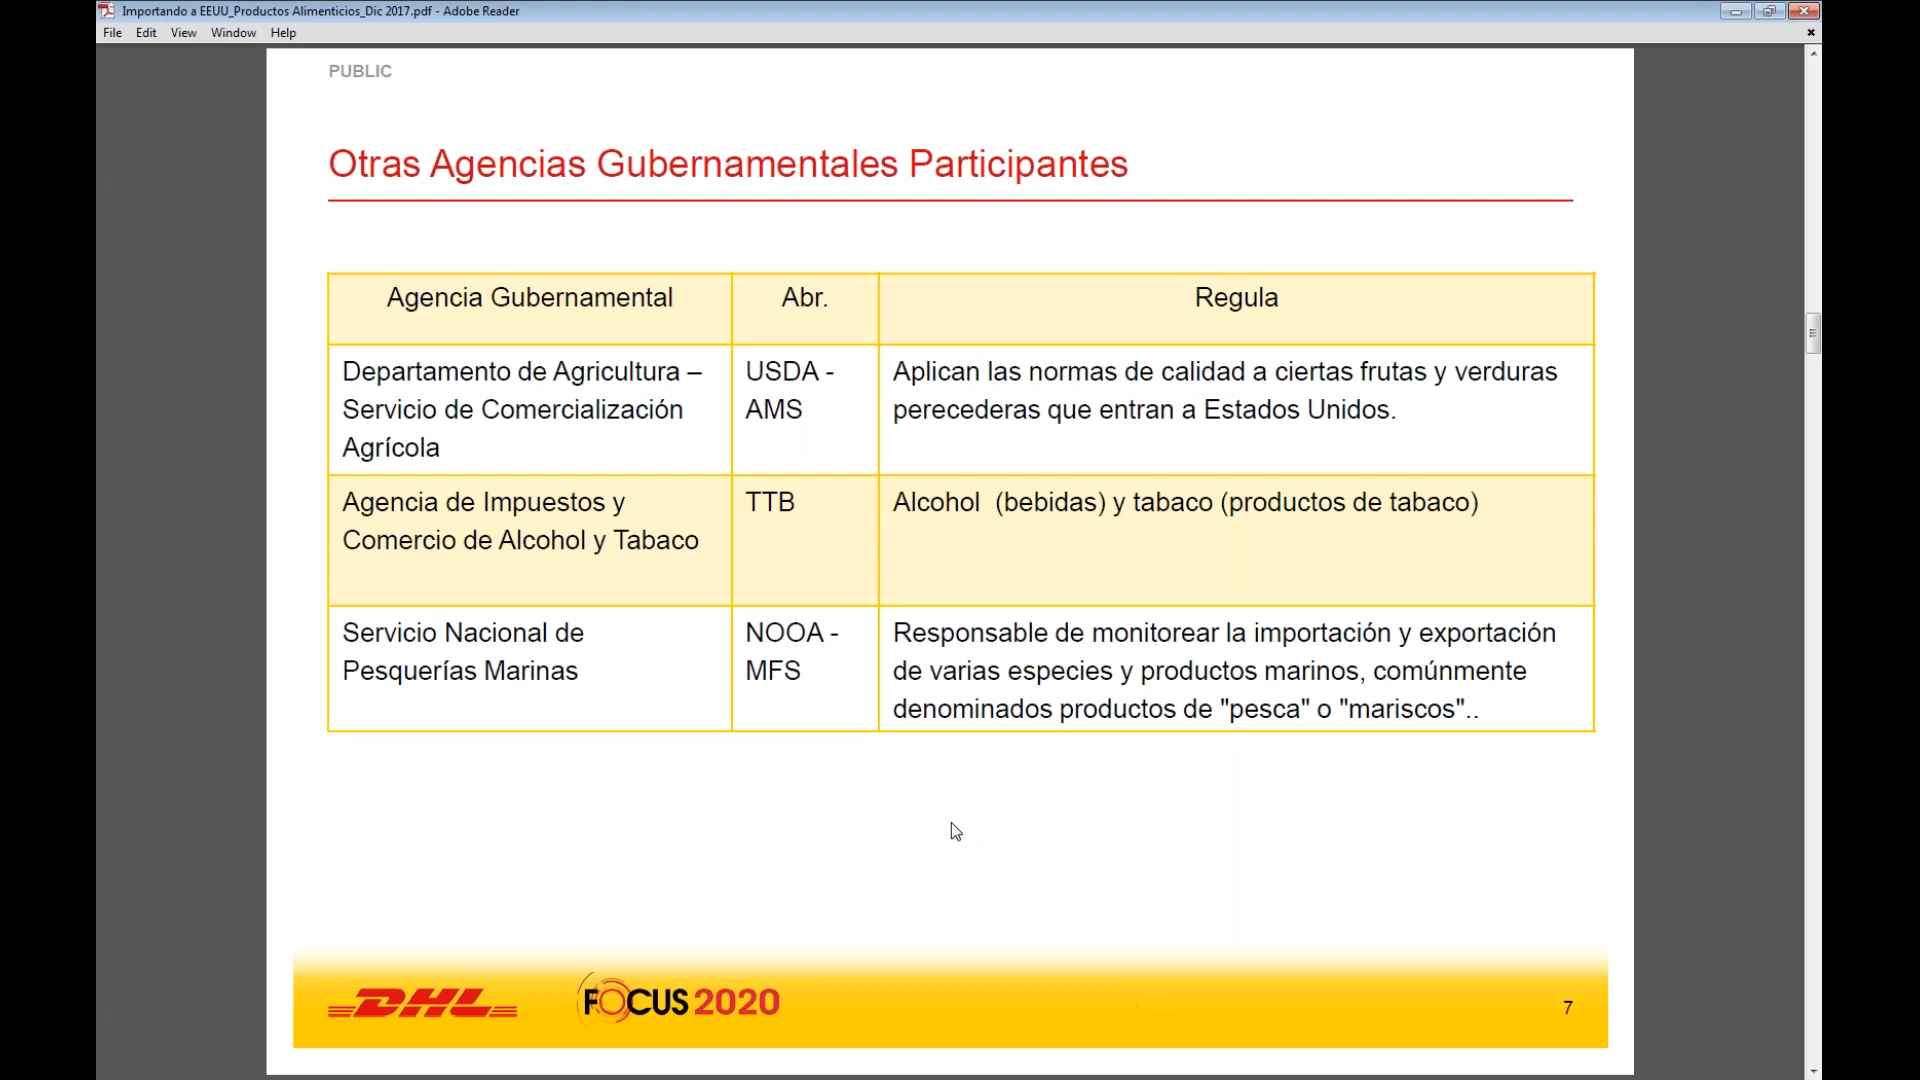 Importando a EEUU_Productos Alimenticios_Dic 2017.pdf - Adobe Reader
File Edit View Window Help
PUBLIC
Otras Agencias Gubernamentales Participantes
Agencia Gubernamental Abr. Regula
Departamento de Agricultura –
Servicio de Comercialización
Agrícola
USDA -
AMS
Aplican las normas de calidad a ciertas frutas y verduras
perecederas que entran a Estados Unidos.
Agencia de Impuestos y
Comercio de Alcohol y Tabaco
TTB
Alcohol (bebidas) y tabaco (productos de tabaco)
Servicio Nacional de
Pesquerías Marinas
NOOA -
MFS
Responsable de monitorear la importación y exportación
de varias especies y productos marinos, comúnmente
denominados productos de "pesca" o "mariscos"..
DHL FOCUS 2020 7